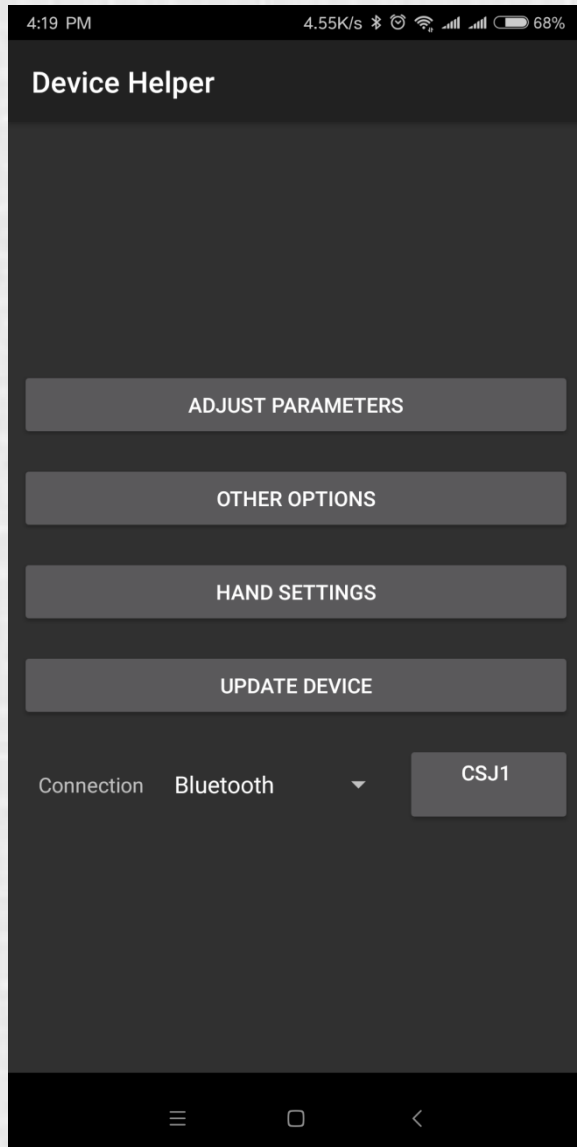 4:19 PM 4.55K/s 68%
Device Helper
ADJUST PARAMETERS
OTHER OPTIONS
HAND SETTINGS
UPDATE DEVICE
Connection Bluetooth CSJ1